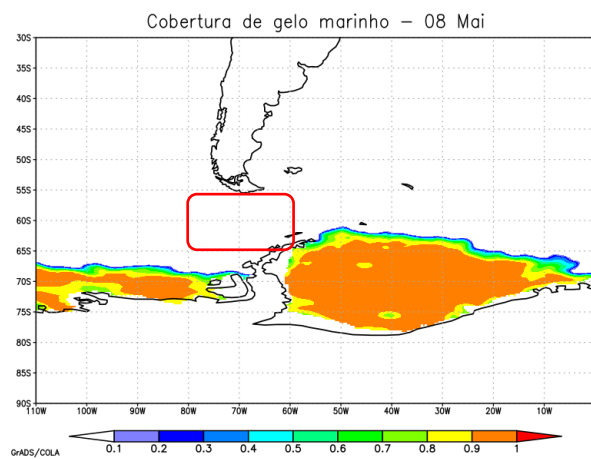 Cobertura de gelo marinho – 08 Mai
30S
35S
40S
45S
50S
55S
60S
65S
70S
75S
80S
85S
90S
110W 100W 90W 80W 70W 60W 50W 40W 30W 20W 10W
0.1 0.2 0.3 0.4 0.5 0.6 0.7 0.8 0.9 1
GrADS/COLA